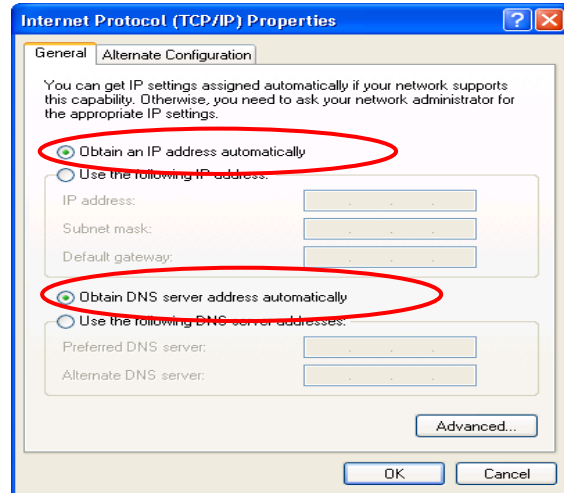 Internet Protocol (TCP/IP) Properties
General
Alternate Configuration
You can get IP settings assigned automatically if your network supports
this capability. Otherwise, you need to ask your network administrator for
the appropriate IP settings.
Obtain an IP address automatically
Use the following IP address:
IP address:
Subnet mask:
Default gateway:
Obtain DNS server address automatically
Use the following DNS server addresses:
Preferred DNS server:
Alternate DNS server:
Advanced...
OK
Cancel